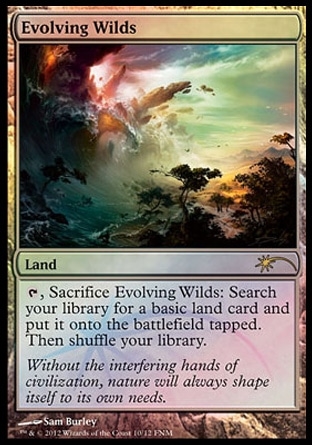 Evolving Wilds
Land
, Sacrifice Evolving Wilds: Search
your library for a basic land card and
put it onto the battlefield tapped.
Then shuffle your library.
Without the interfering hands of
civilization, nature will always shape
itself to its own needs.
Sam Burley
™ & © 2012 Wizards of the Coast 10/12 FNM